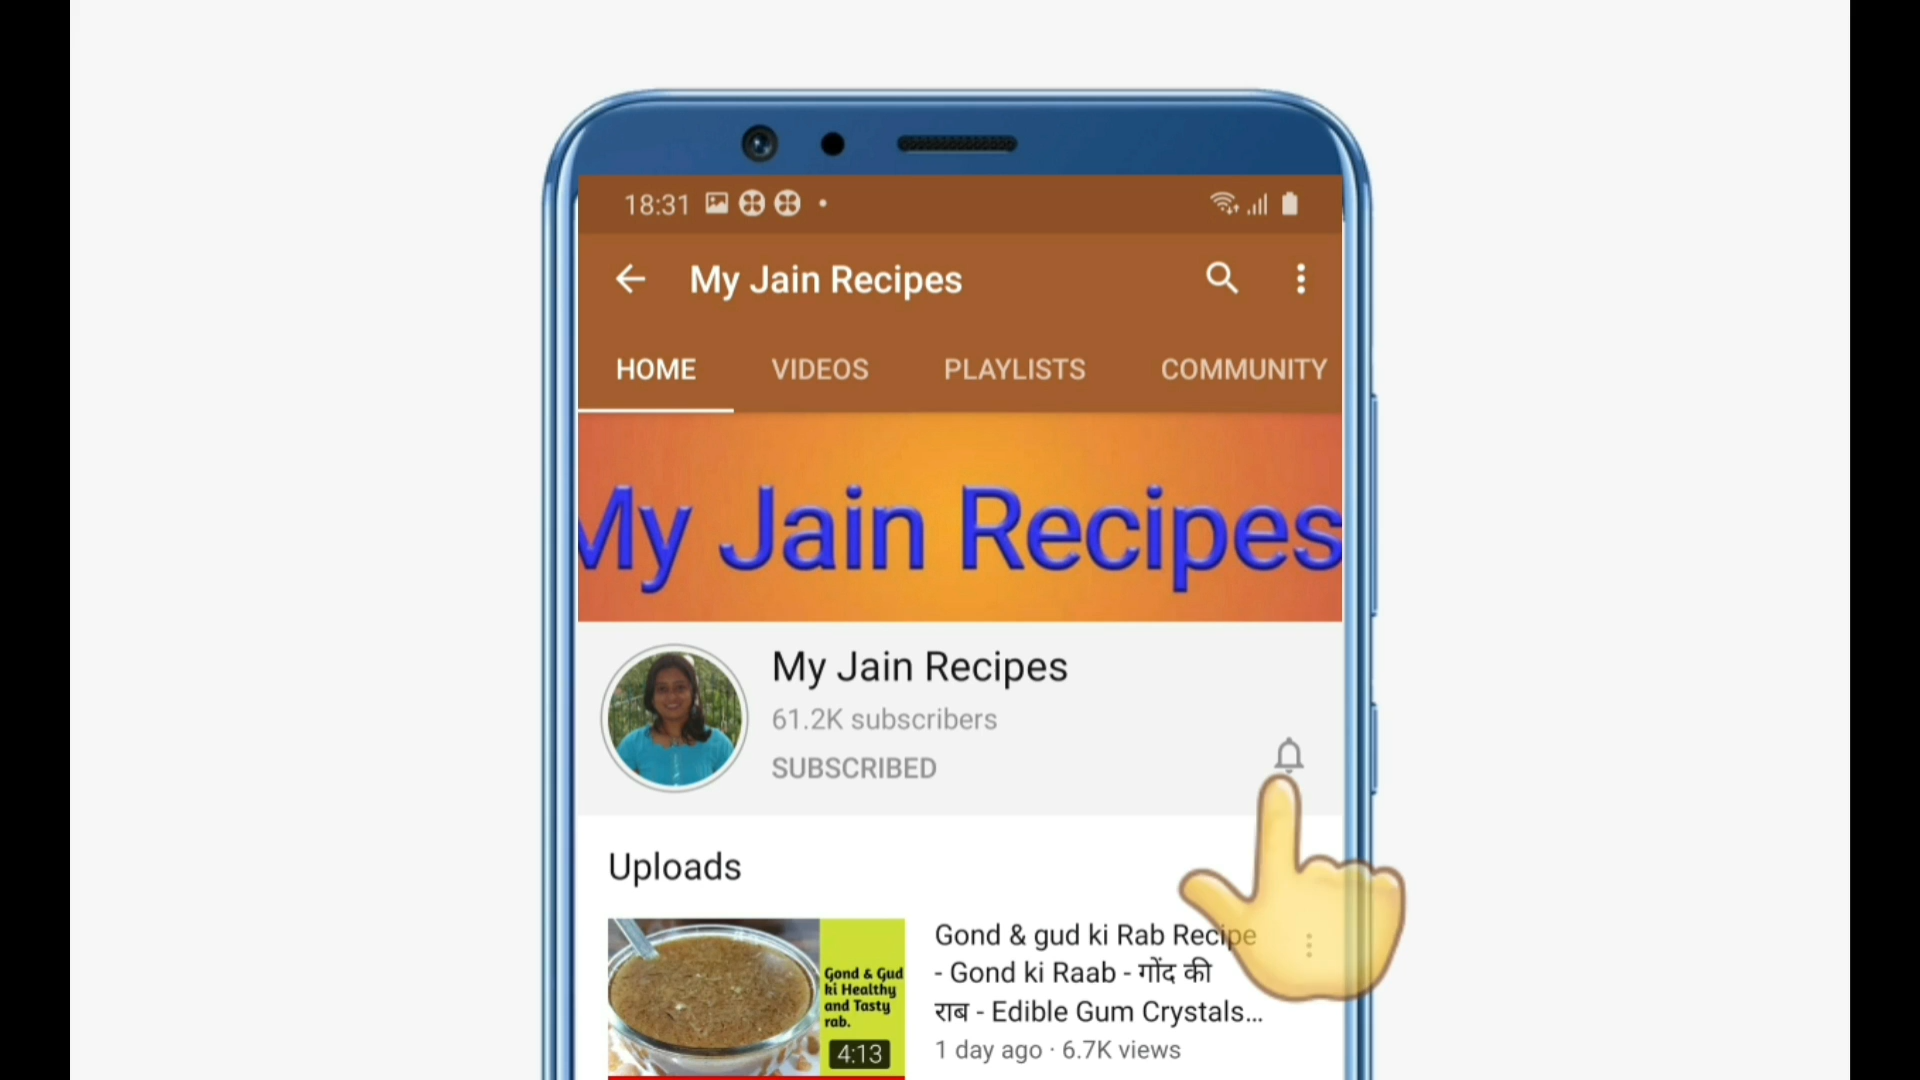 18:31
My Jain Recipes
HOME VIDEOS PLAYLISTS COMMUNITY
My Jain Recipes
My Jain Recipes
61.2K subscribers
SUBSCRIBED
Uploads
Gond & gud ki Rab Recipe
- Gond ki Raab - गोंद की
राब - Edible Gum Crystals...
1 day ago · 6.7K views
Gond & Gud
ki Healthy
and Tasty
rab.
4:13